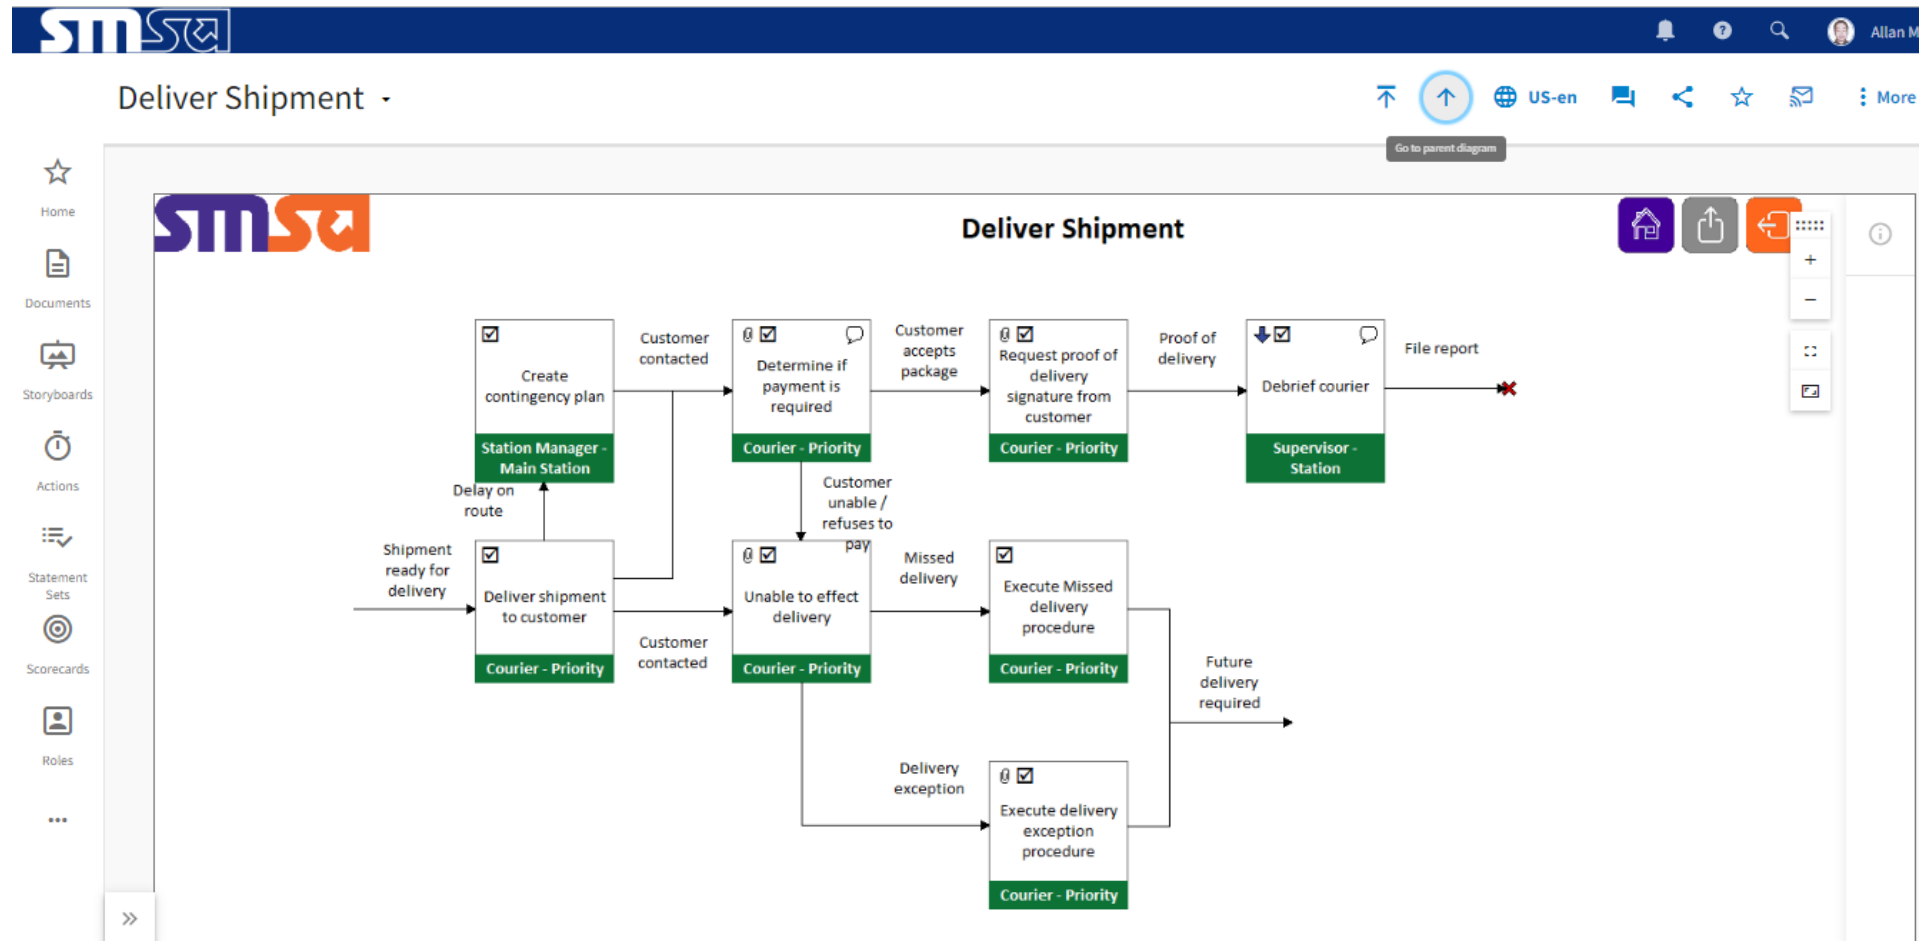 smsa
Allan M
Deliver Shipment
US-en
More
Go to parent diagram
Home
Documents
Storyboards
Actions
Statement
Sets
Scorecards
Roles
smsa
Deliver Shipment
Create
contingency plan
Station Manager -
Main Station
Customer
contacted
Determine if
payment is
required
Courier - Priority
Customer
accepts
package
Request proof of
delivery
signature from
customer
Courier - Priority
Proof of
delivery
Debrief courier
Supervisor -
Station
File report
Delay on
route
Customer
unable /
refuses to
pay
Shipment
ready for
delivery
Deliver shipment
to customer
Courier - Priority
Customer
contacted
Unable to effect
delivery
Courier - Priority
Missed
delivery
Execute Missed
delivery
procedure
Courier - Priority
Future
delivery
required
Delivery
exception
Execute delivery
exception
procedure
Courier - Priority